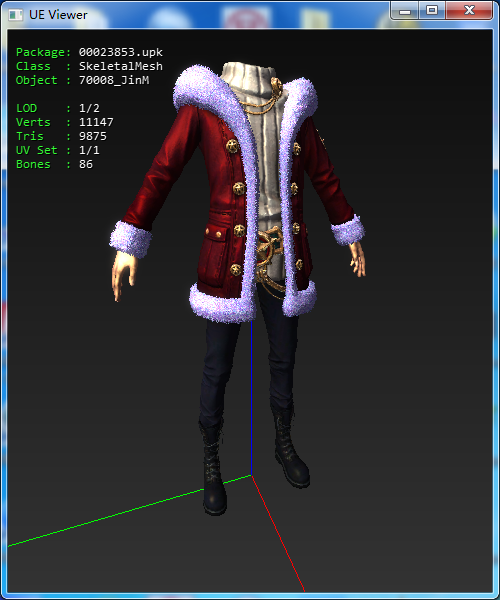 UE Viewer
Package: 00023853.upk
Class  : SkeletalMesh
Object : 70008_JinM
LOD    : 1/2
Verts  : 11147
Tris   : 9875
UV Set : 1/1
Bones  : 86